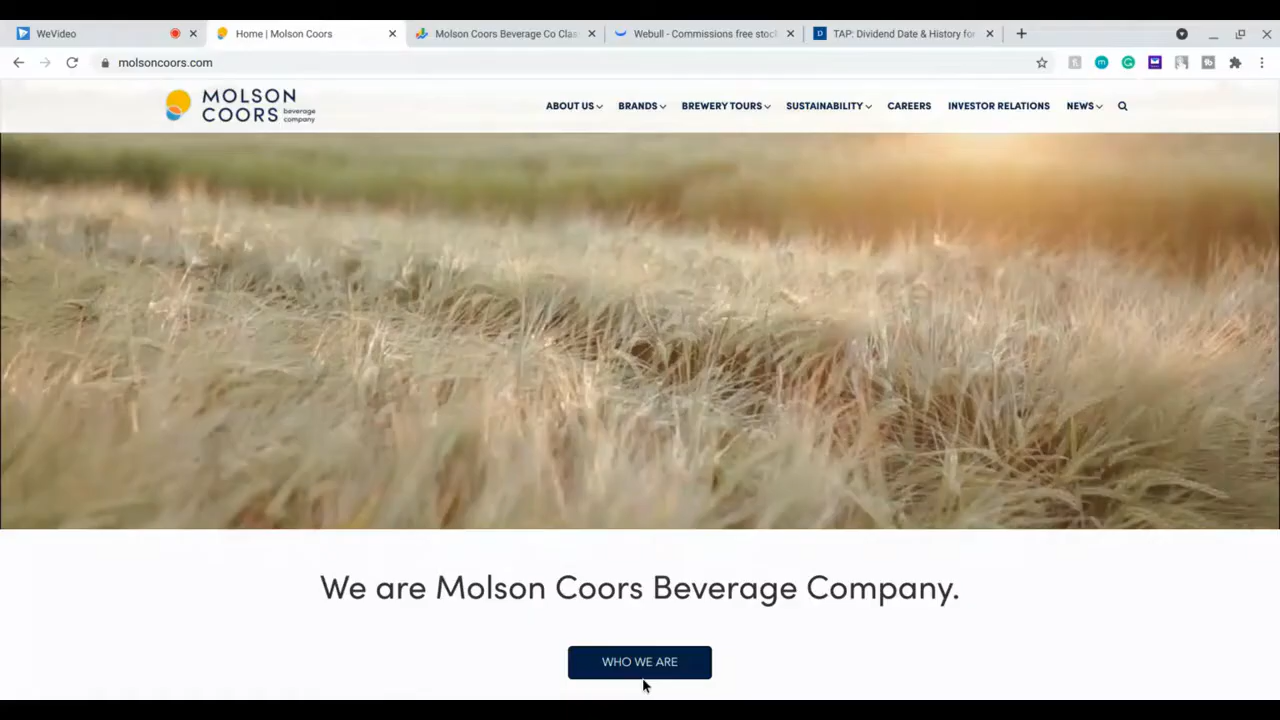 WeVideo
Home | Molson Coors
Molson Coors Beverage Co Clas
Webull - Commissions free stoc
TAP: Dividend Date & History for
molsoncoors.com
MOLSON COORS beverage company
ABOUT US
BRANDS
BREWERY TOURS
SUSTAINABILITY
CAREERS
INVESTOR RELATIONS
NEWS
We are Molson Coors Beverage Company.
WHO WE ARE